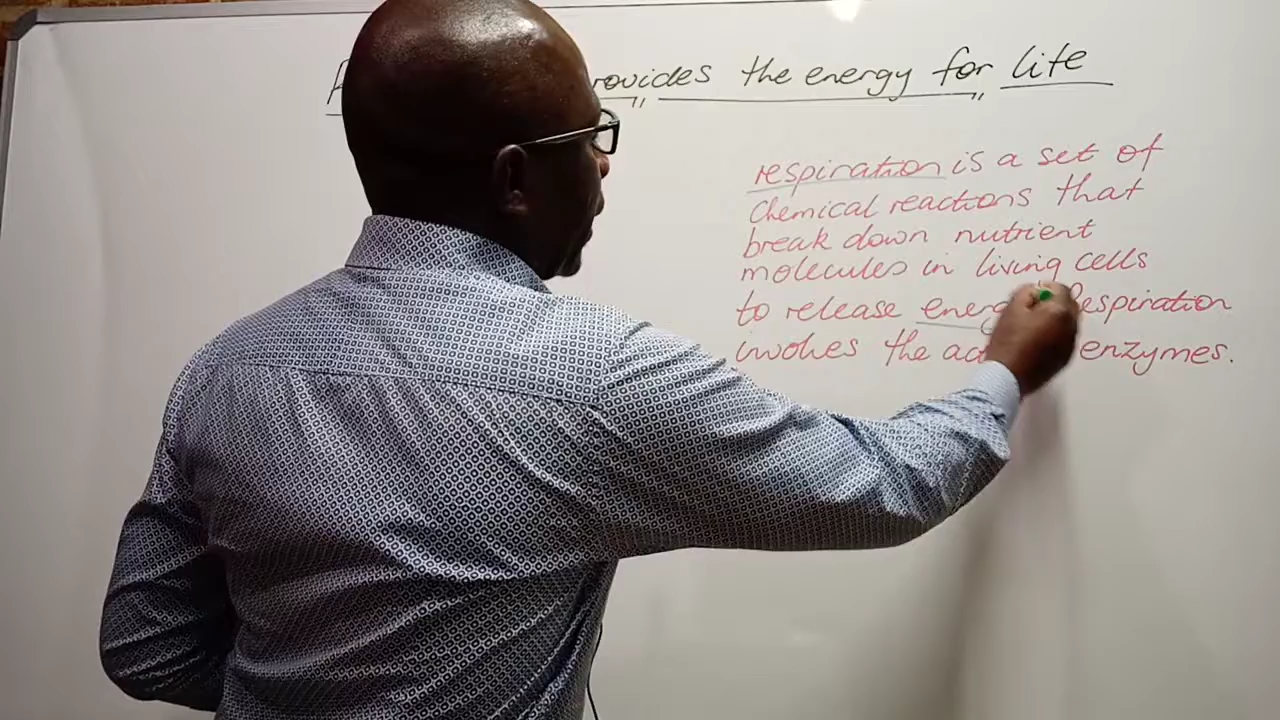 provides the energy for life
respiration is a set of
chemical reactions that
break down nutrient
molecules in living cells
to release energy Respiration
involves the enzymes.